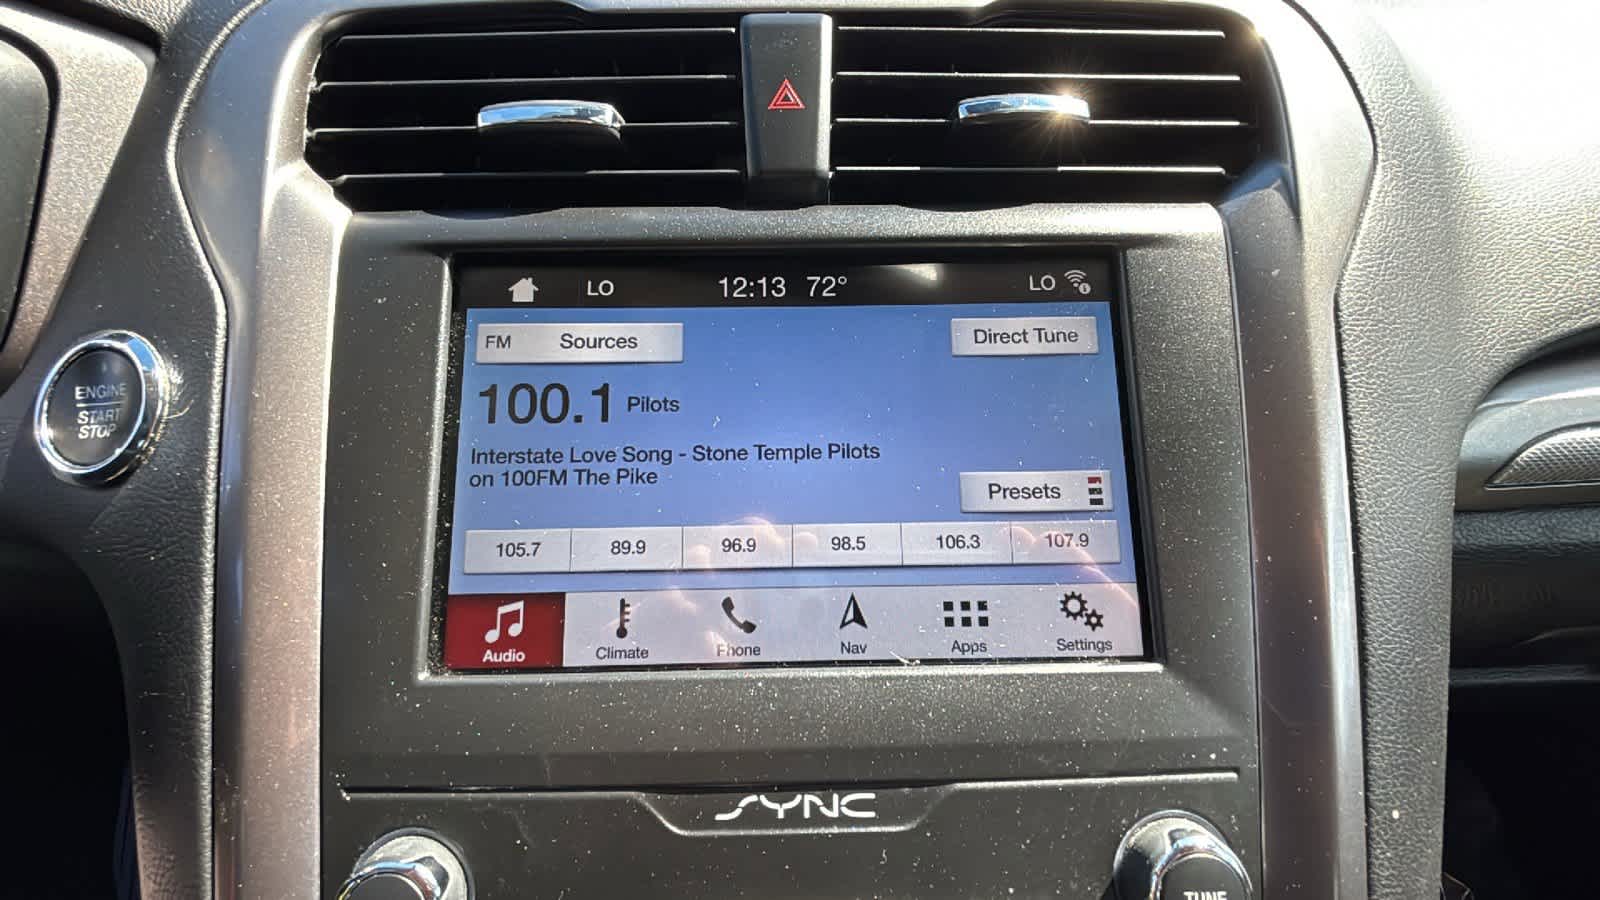 LO 12:13 72° LO
FM Sources
Direct Tune
100.1 Pilots
Interstate Love Song - Stone Temple Pilots
on 100FM The Pike
Presets
105.7 89.9 96.9 98.5 106.3 107.9
Audio Climate Phone Nav Apps Settings
ENGINE
START
STOP
SYNC
TUNE